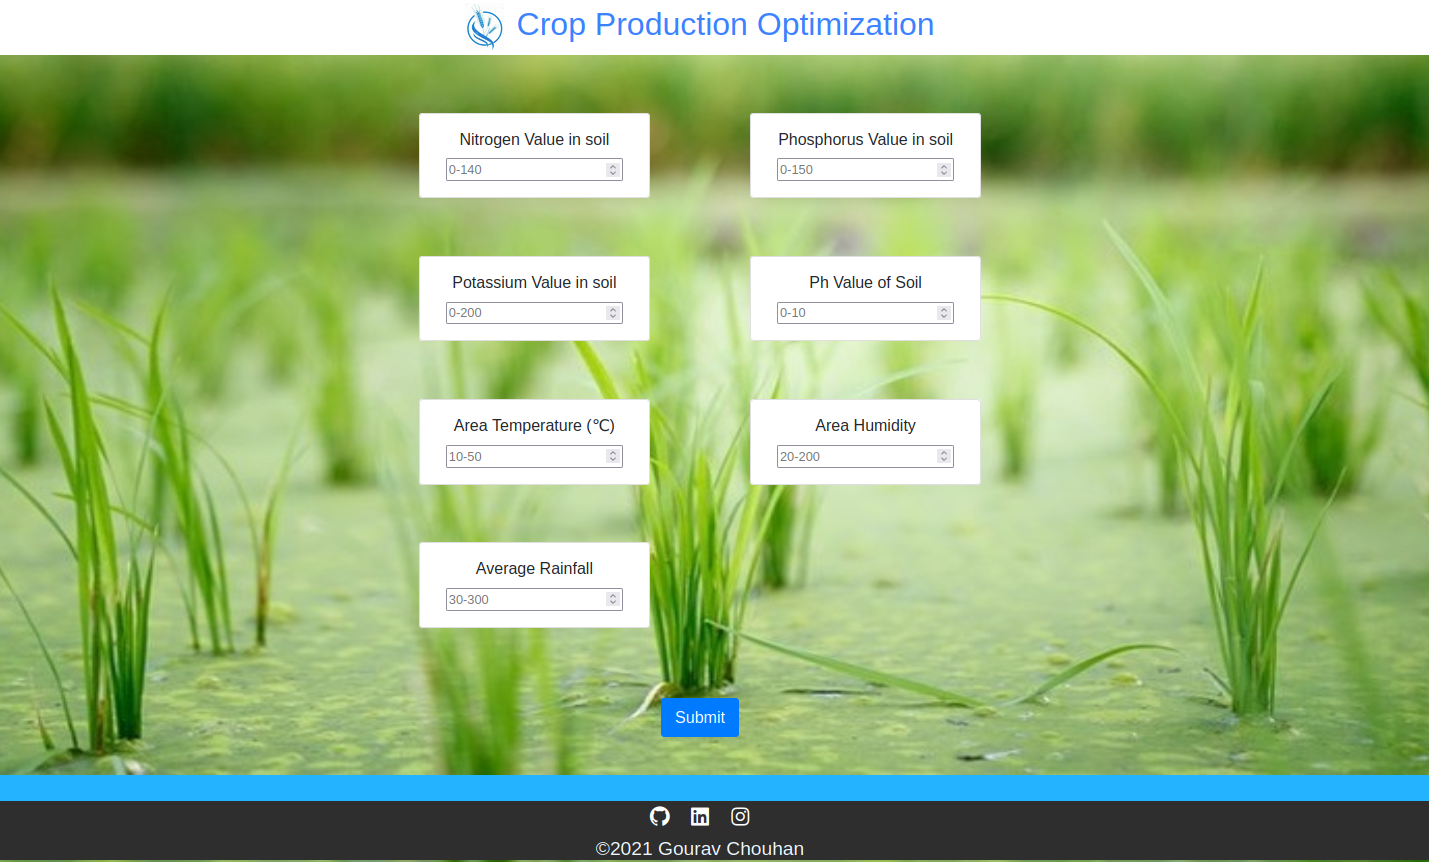 Crop Production Optimization
Nitrogen Value in soil
0-140
Phosphorus Value in soil
0-150
Potassium Value in soil
0-200
Ph Value of Soil
0-10
Area Temperature (℃)
10-50
Area Humidity
20-200
Average Rainfall
30-300
Submit
©2021 Gourav Chouhan